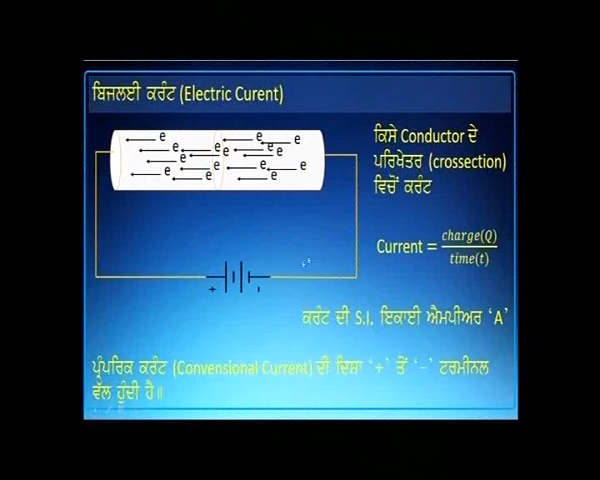 ਬਿਜਲਈ ਕਰੰਟ (Electric Curent)
e e e
e e e e e
e e e
e e e e
ਕਿਸੇ Conductor ਦੇ
ਪਰਿਖੇਤਰ (crossection)
ਵਿਚੋਂ ਕਰੰਟ
Current = charge(Q) / time(t)
+ -
ਕਰੰਟ ਦੀ S.I. ਇਕਾਈ ਐਮਪੀਅਰ ‘A’
ਪ੍ਰੰਪਰਿਕ ਕਰੰਟ (Convensional Current) ਦੀ ਦਿਸ਼ਾ ‘+’ ਤੋਂ ‘−’ ਟਰਮੀਨਲ
ਵੱਲ ਹੁੰਦੀ ਹੈ॥